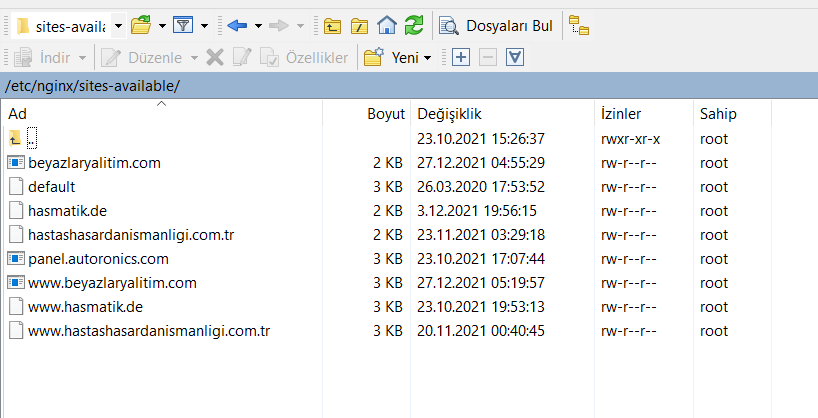 sites-availa
Dosyaları Bul
İndir Düzenle Özellikler Yeni
/etc/nginx/sites-available/
Ad Boyut Değişiklik İzinler Sahip
.. 23.10.2021 15:26:37 rwxr-xr-x root
beyazlaryalitim.com 2 KB 27.12.2021 04:55:29 rw-r--r-- root
default 3 KB 26.03.2020 17:53:52 rw-r--r-- root
hasmatik.de 2 KB 3.12.2021 19:56:15 rw-r--r-- root
hastashasardanismanligi.com.tr 2 KB 23.11.2021 03:29:18 rw-r--r-- root
panel.autoronics.com 3 KB 23.10.2021 17:07:44 rw-r--r-- root
www.beyazlaryalitim.com 3 KB 27.12.2021 05:19:57 rw-r--r-- root
www.hasmatik.de 3 KB 23.10.2021 19:53:13 rw-r--r-- root
www.hastashasardanismanligi.com.tr 3 KB 20.11.2021 00:40:45 rw-r--r-- root